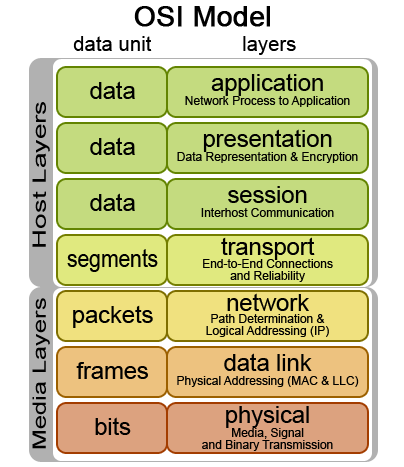 OSI Model
data unit layers
Host Layers
data
application
Network Process to Application
data
presentation
Data Representation & Encryption
data
session
Interhost Communication
segments
transport
End-to-End Connections
and Reliability
Media Layers
packets
network
Path Determination &
Logical Addressing (IP)
frames
data link
Physical Addressing (MAC & LLC)
bits
physical
Media, Signal
and Binary Transmission